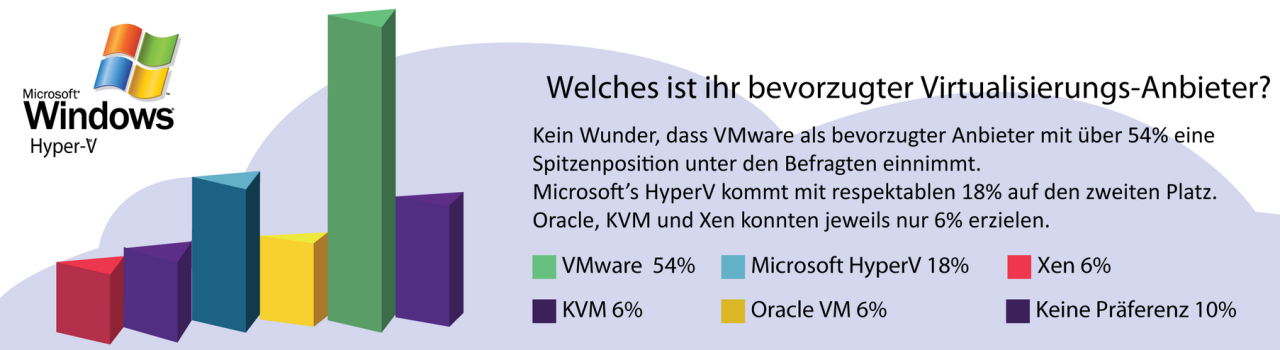 Microsoft
Windows
Hyper-V
Welches ist ihr bevorzugter Virtualisierungs-Anbieter?
Kein Wunder, dass VMware als bevorzugter Anbieter mit über 54% eine
Spitzenposition unter den Befragten einnimmt.
Microsoft's HyperV kommt mit respektablen 18% auf den zweiten Platz.
Oracle, KVM und Xen konnten jeweils nur 6% erzielen.
VMware 54% Microsoft HyperV 18% Xen 6%
KVM 6% Oracle VM 6% Keine Präferenz 10%